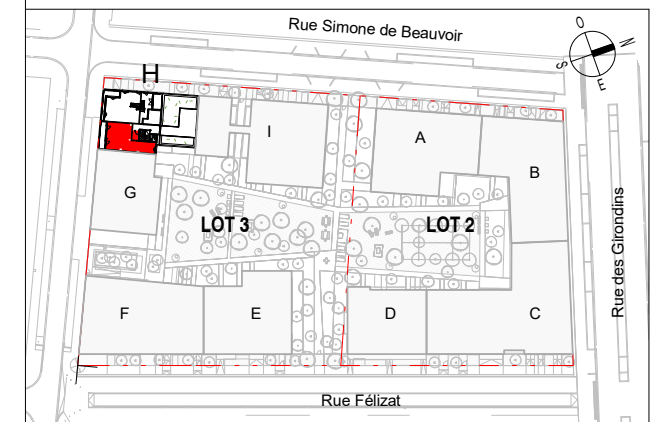 Rue Simone de Beauvoir
O
N
S
E
H
I
A
B
G
LOT 3
LOT 2
Rue des Girondins
F
E
D
C
Rue Félizat